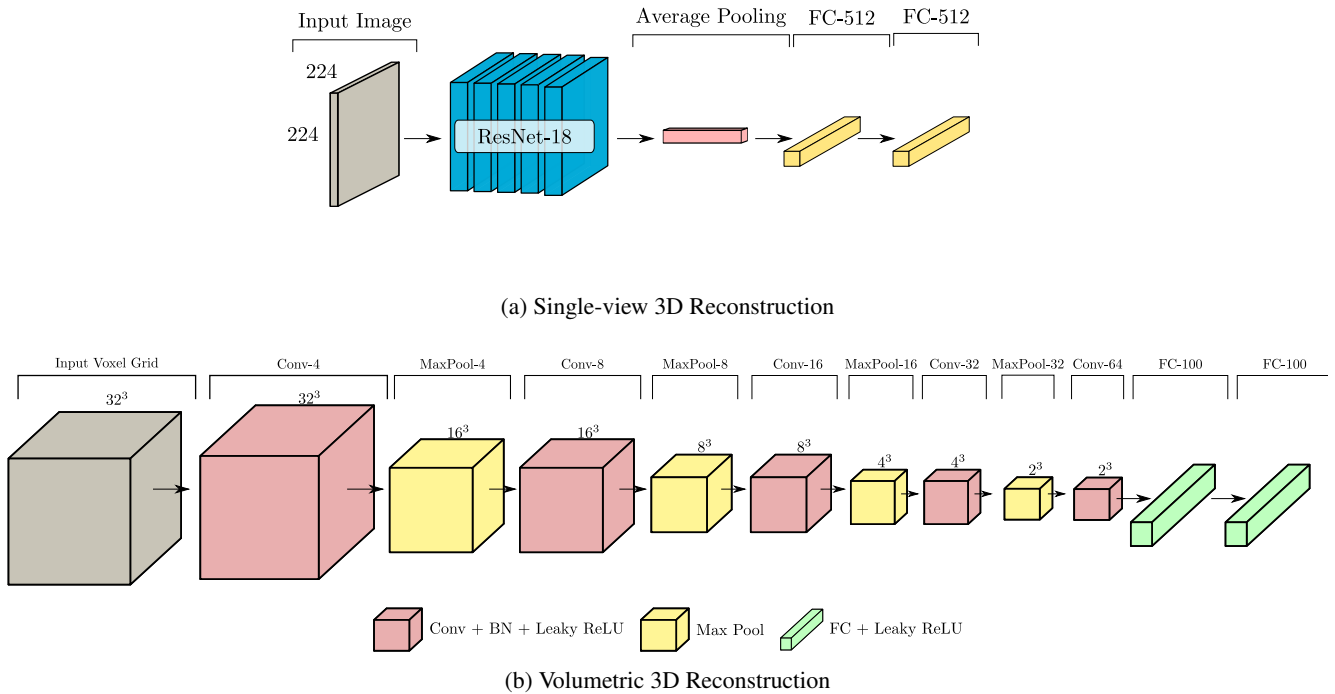 Input Image
Average Pooling
FC-512
FC-512
224
224
ResNet-18
(a) Single-view 3D Reconstruction
Input Voxel Grid
Conv-4
MaxPool-4
Conv-8
MaxPool-8
Conv-16
MaxPool-16
Conv-32
MaxPool-32
Conv-64
FC-100
FC-100
32³
32³
16³
16³
8³
8³
4³
4³
2³
2³
Conv + BN + Leaky ReLU
Max Pool
FC + Leaky ReLU
(b) Volumetric 3D Reconstruction